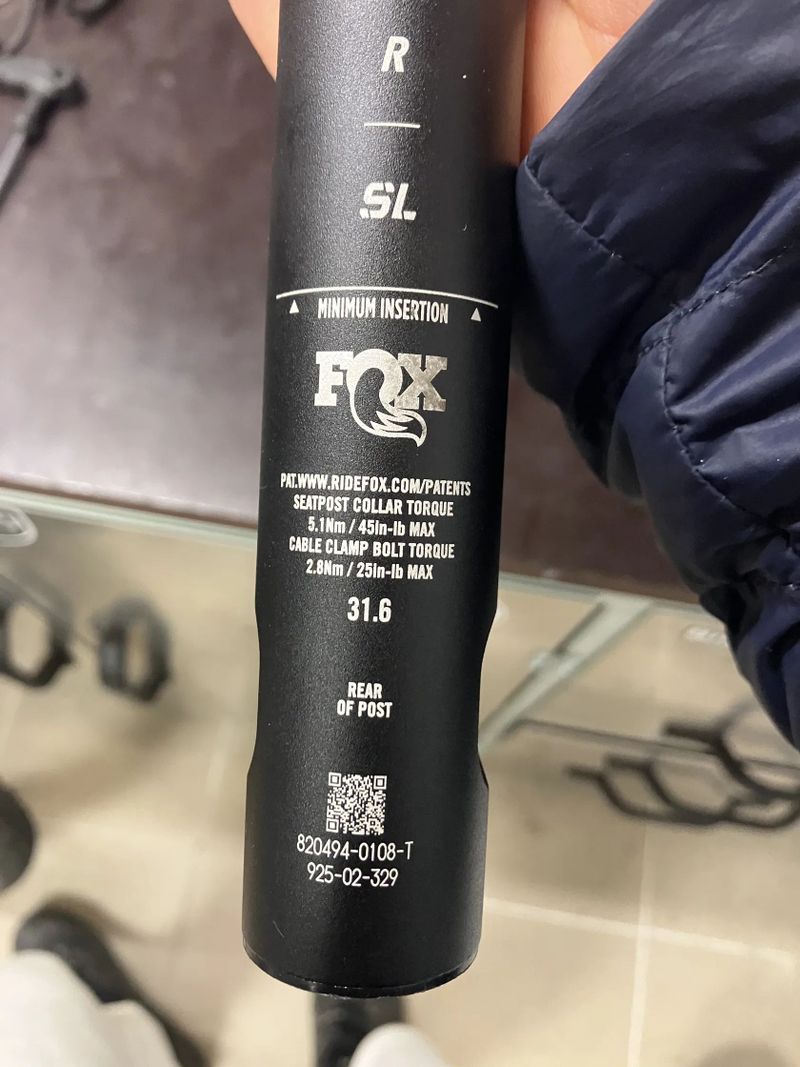 R
SL
MINIMUM INSERTION
FOX
PAT.WWW.RIDEFOX.COM/PATENTS
SEATPOST COLLAR TORQUE
5.1Nm / 45In-lb MAX
CABLE CLAMP BOLT TORQUE
2.8Nm / 25In-lb MAX
31.6
REAR
OF POST
820494-0108-T
925-02-329